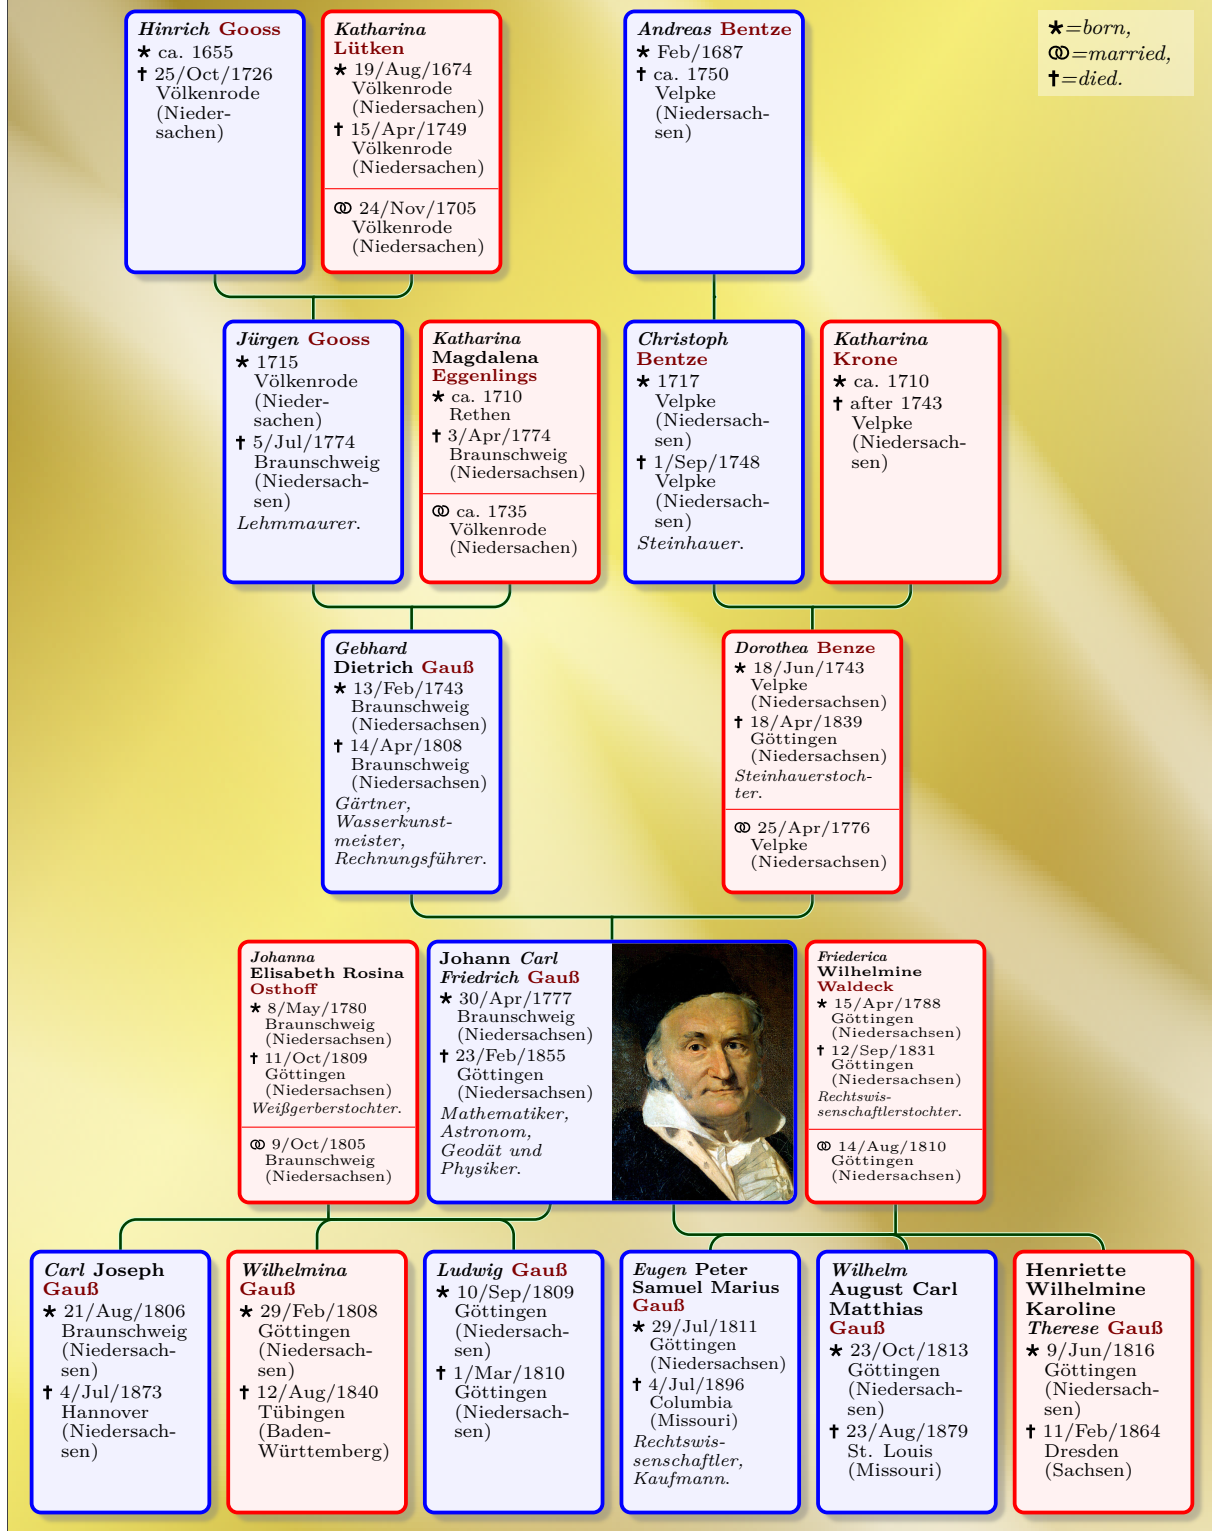 Hinrich Gooss
★ ca. 1655
† 25/Oct/1726
Völkenrode
(Nieder-
sachen)
Katharina
Lütken
★ 19/Aug/1674
Völkenrode
(Niedersachen)
† 15/Apr/1749
Völkenrode
(Niedersachen)
⚭ 24/Nov/1705
Völkenrode
(Niedersachen)
Andreas Bentze
★ Feb/1687
† ca. 1750
Velpke
(Niedersach-
sen)
★=born,
⚭=married,
†=died.
Jürgen Gooss
★ 1715
Völkenrode
(Nieder-
sachen)
† 5/Jul/1774
Braunschweig
(Niedersach-
sen)
Lehmmaurer.
Katharina
Magdalena
Eggenlings
★ ca. 1710
Rethen
† 3/Apr/1774
Braunschweig
(Niedersachsen)
⚭ ca. 1735
Völkenrode
(Niedersachen)
Christoph
Bentze
★ 1717
Velpke
(Niedersach-
sen)
† 1/Sep/1748
Velpke
(Niedersach-
sen)
Steinhauer.
Katharina
Krone
★ ca. 1710
† after 1743
Velpke
(Niedersach-
sen)
Gebhard
Dietrich Gauß
★ 13/Feb/1743
Braunschweig
(Niedersachsen)
† 14/Apr/1808
Braunschweig
(Niedersachsen)
Gärtner,
Wasserkunst-
meister,
Rechnungsführer.
Dorothea Benze
★ 18/Jun/1743
Velpke
(Niedersachsen)
† 18/Apr/1839
Göttingen
(Niedersachsen)
Steinhauerstoch-
ter.
⚭ 25/Apr/1776
Velpke
(Niedersachsen)
Johanna
Elisabeth Rosina
Osthoff
★ 8/May/1780
Braunschweig
(Niedersachsen)
† 11/Oct/1809
Göttingen
(Niedersachsen)
Weißgerberstochter.
⚭ 9/Oct/1805
Braunschweig
(Niedersachsen)
Johann Carl
Friedrich Gauß
★ 30/Apr/1777
Braunschweig
(Niedersachsen)
† 23/Feb/1855
Göttingen
(Niedersachsen)
Mathematiker,
Astronom,
Geodät und
Physiker.
Friederica
Wilhelmine
Waldeck
★ 15/Apr/1788
Göttingen
(Niedersachsen)
† 12/Sep/1831
Göttingen
(Niedersachsen)
Rechtswis-
senschaftlerstochter.
⚭ 14/Aug/1810
Göttingen
(Niedersachsen)
Carl Joseph
Gauß
★ 21/Aug/1806
Braunschweig
(Niedersach-
sen)
† 4/Jul/1873
Hannover
(Niedersach-
sen)
Wilhelmina
Gauß
★ 29/Feb/1808
Göttingen
(Niedersach-
sen)
† 12/Aug/1840
Tübingen
(Baden-
Württemberg)
Ludwig Gauß
★ 10/Sep/1809
Göttingen
(Niedersach-
sen)
† 1/Mar/1810
Göttingen
(Niedersach-
sen)
Eugen Peter
Samuel Marius
Gauß
★ 29/Jul/1811
Göttingen
(Niedersachsen)
† 4/Jul/1896
Columbia
(Missouri)
Rechtswis-
senschaftler,
Kaufmann.
Wilhelm
August Carl
Matthias
Gauß
★ 23/Oct/1813
Göttingen
(Niedersach-
sen)
† 23/Aug/1879
St. Louis
(Missouri)
Henriette
Wilhelmine
Karoline
Therese Gauß
★ 9/Jun/1816
Göttingen
(Niedersach-
sen)
† 11/Feb/1864
Dresden
(Sachsen)